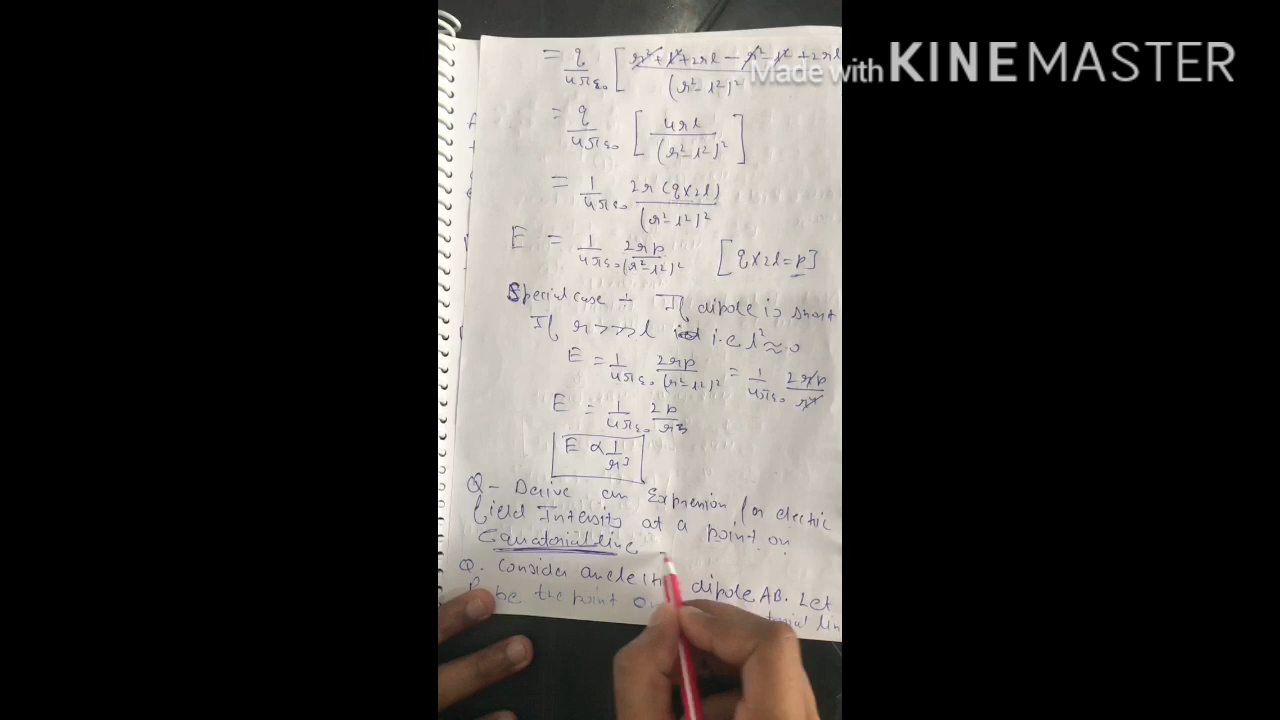 = q/4πε₀ [ r²+l²+2rl - r²-l²+2rl / (r²-l²)²
Made with KINEMASTER
= q/4πε₀ [ 4rl / (r²-l²)² ]
= 1/4πε₀ 2r(q×2l) / (r²-l²)²
E = 1/4πε₀ 2rp / (r²-l²)² [q×2l=p]
Special case ÷ If dipole is short
If r>>>l i.e l²≈0
E = 1/4πε₀ 2rp / (r²-l²)² = 1/4πε₀ 2rp / r⁴
E = 1/4πε₀ 2p / r³
E ∝ 1/r³
Q- Derive an Expression for electric
field Intensity at a point on
Equatorial line
Q. Consider an dipole AB. Let
be the point